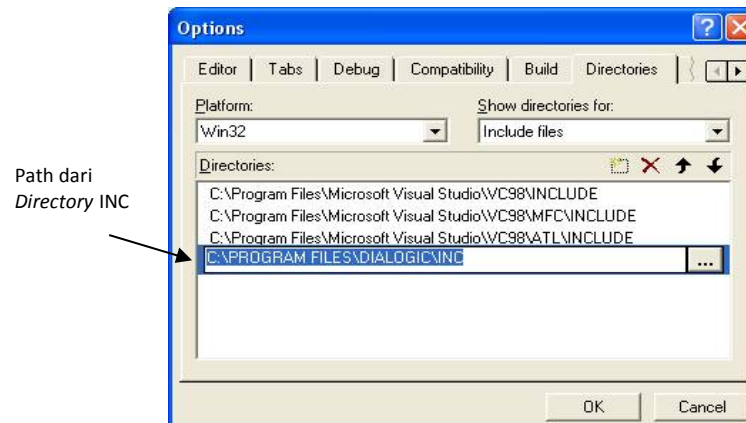 Options
Editor Tabs Debug Compatibility Build Directories
Platform: Show directories for:
Win32 Include files
Directories:
C:\Program Files\Microsoft Visual Studio\VC98\INCLUDE
C:\Program Files\Microsoft Visual Studio\VC98\MFC\INCLUDE
C:\Program Files\Microsoft Visual Studio\VC98\ATL\INCLUDE
C:\PROGRAM FILES\DIALOGIC\INC ...
Path dari
Directory INC
OK Cancel